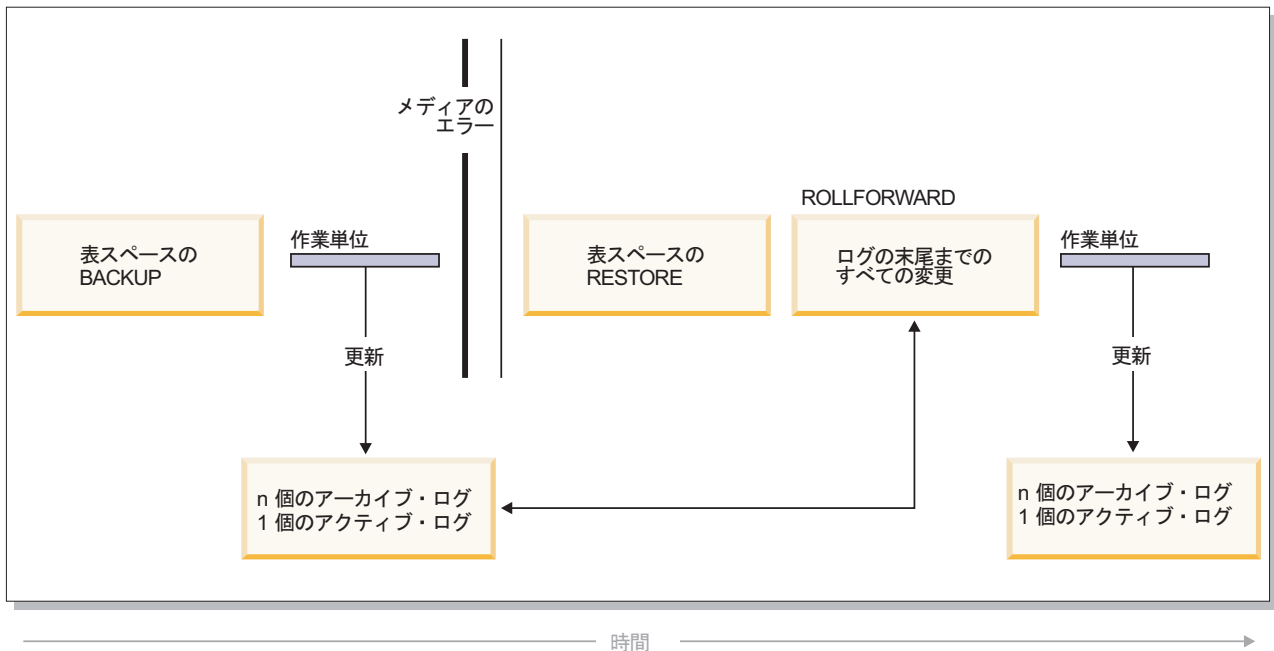 メディアの
エラー
ROLLFORWARD
表スペースの
BACKUP
作業単位
表スペースの
RESTORE
ログの末尾までの
すべての変更
作業単位
更新
更新
n 個のアーカイブ・ログ
1 個のアクティブ・ログ
n 個のアーカイブ・ログ
1 個のアクティブ・ログ
時間